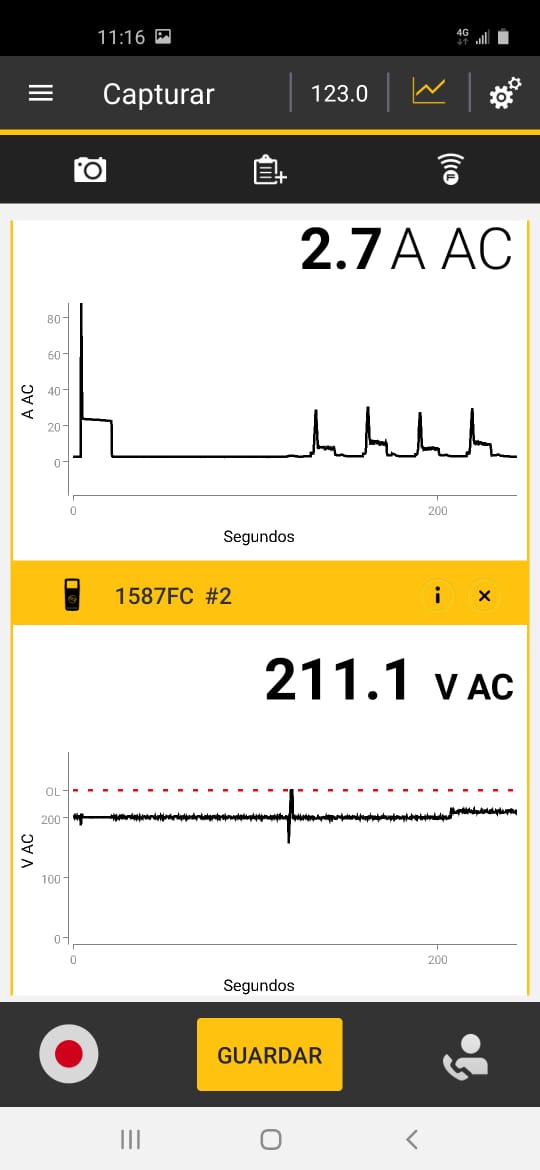 11:16
4G
Capturar
123.0
2.7 A AC
80
60
40
20
0
A AC
0
200
Segundos
1587FC #2
i
×
211.1 V AC
OL
200
100
0
V AC
0
200
Segundos
GUARDAR